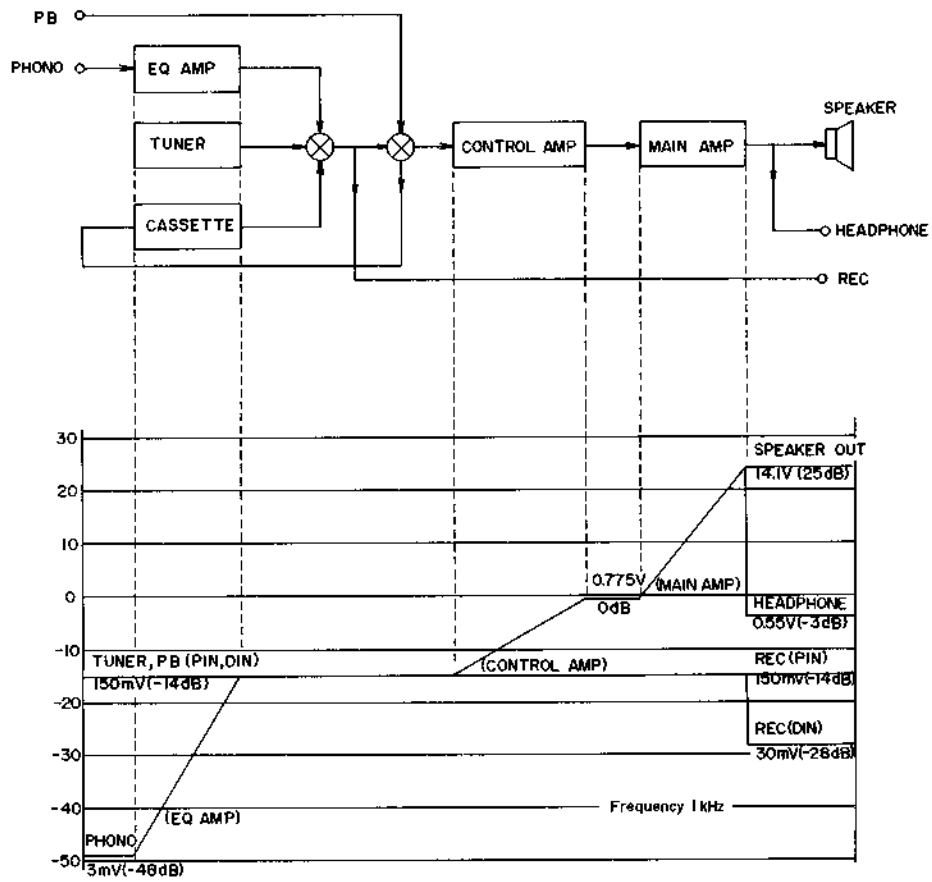 PB
PHONO
EQ AMP
SPEAKER
TUNER
CONTROL AMP
MAIN AMP
CASSETTE
HEADPHONE
REC
30
SPEAKER OUT
14.1V (25dB)
20
10
0.775V
(MAIN AMP)
0
0dB
HEADPHONE
0.55V(-3dB)
-10
TUNER, PB (PIN, DIN)
(CONTROL AMP)
REC(PIN)
150mV(-14dB)
150mV(-14dB)
-20
REC(DIN)
-30
30mV(-28dB)
-40
(EQ AMP)
Frequency 1kHz
PHONO
-50
3mV(-48dB)